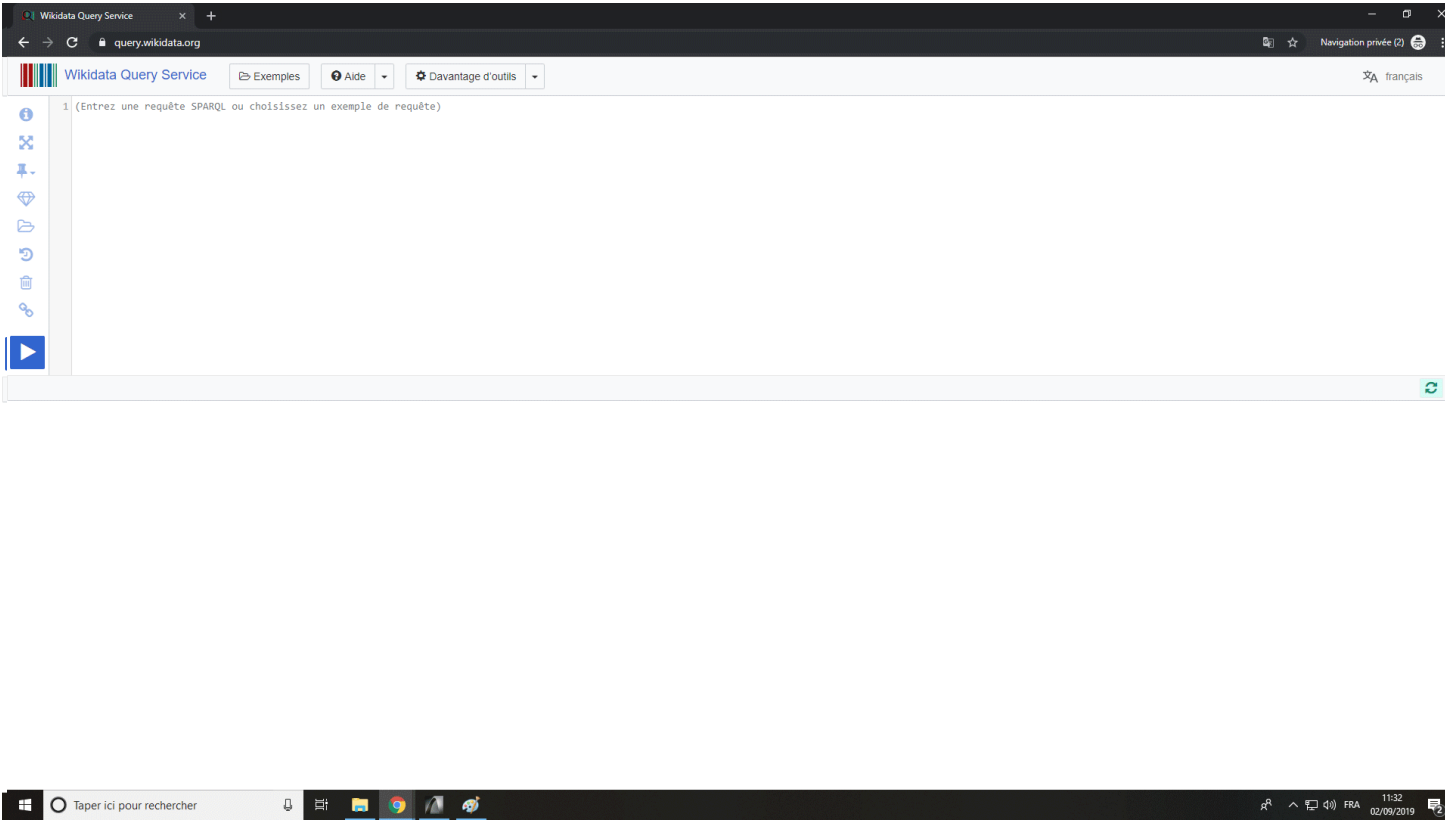 Wikidata Query Service
query.wikidata.org
Navigation privée (2)
Wikidata Query Service
Exemples
Aide
Davantage d'outils
français
1 (Entrez une requête SPARQL ou choisissez un exemple de requête)
Taper ici pour rechercher
FRA
11:32
02/09/2019
2